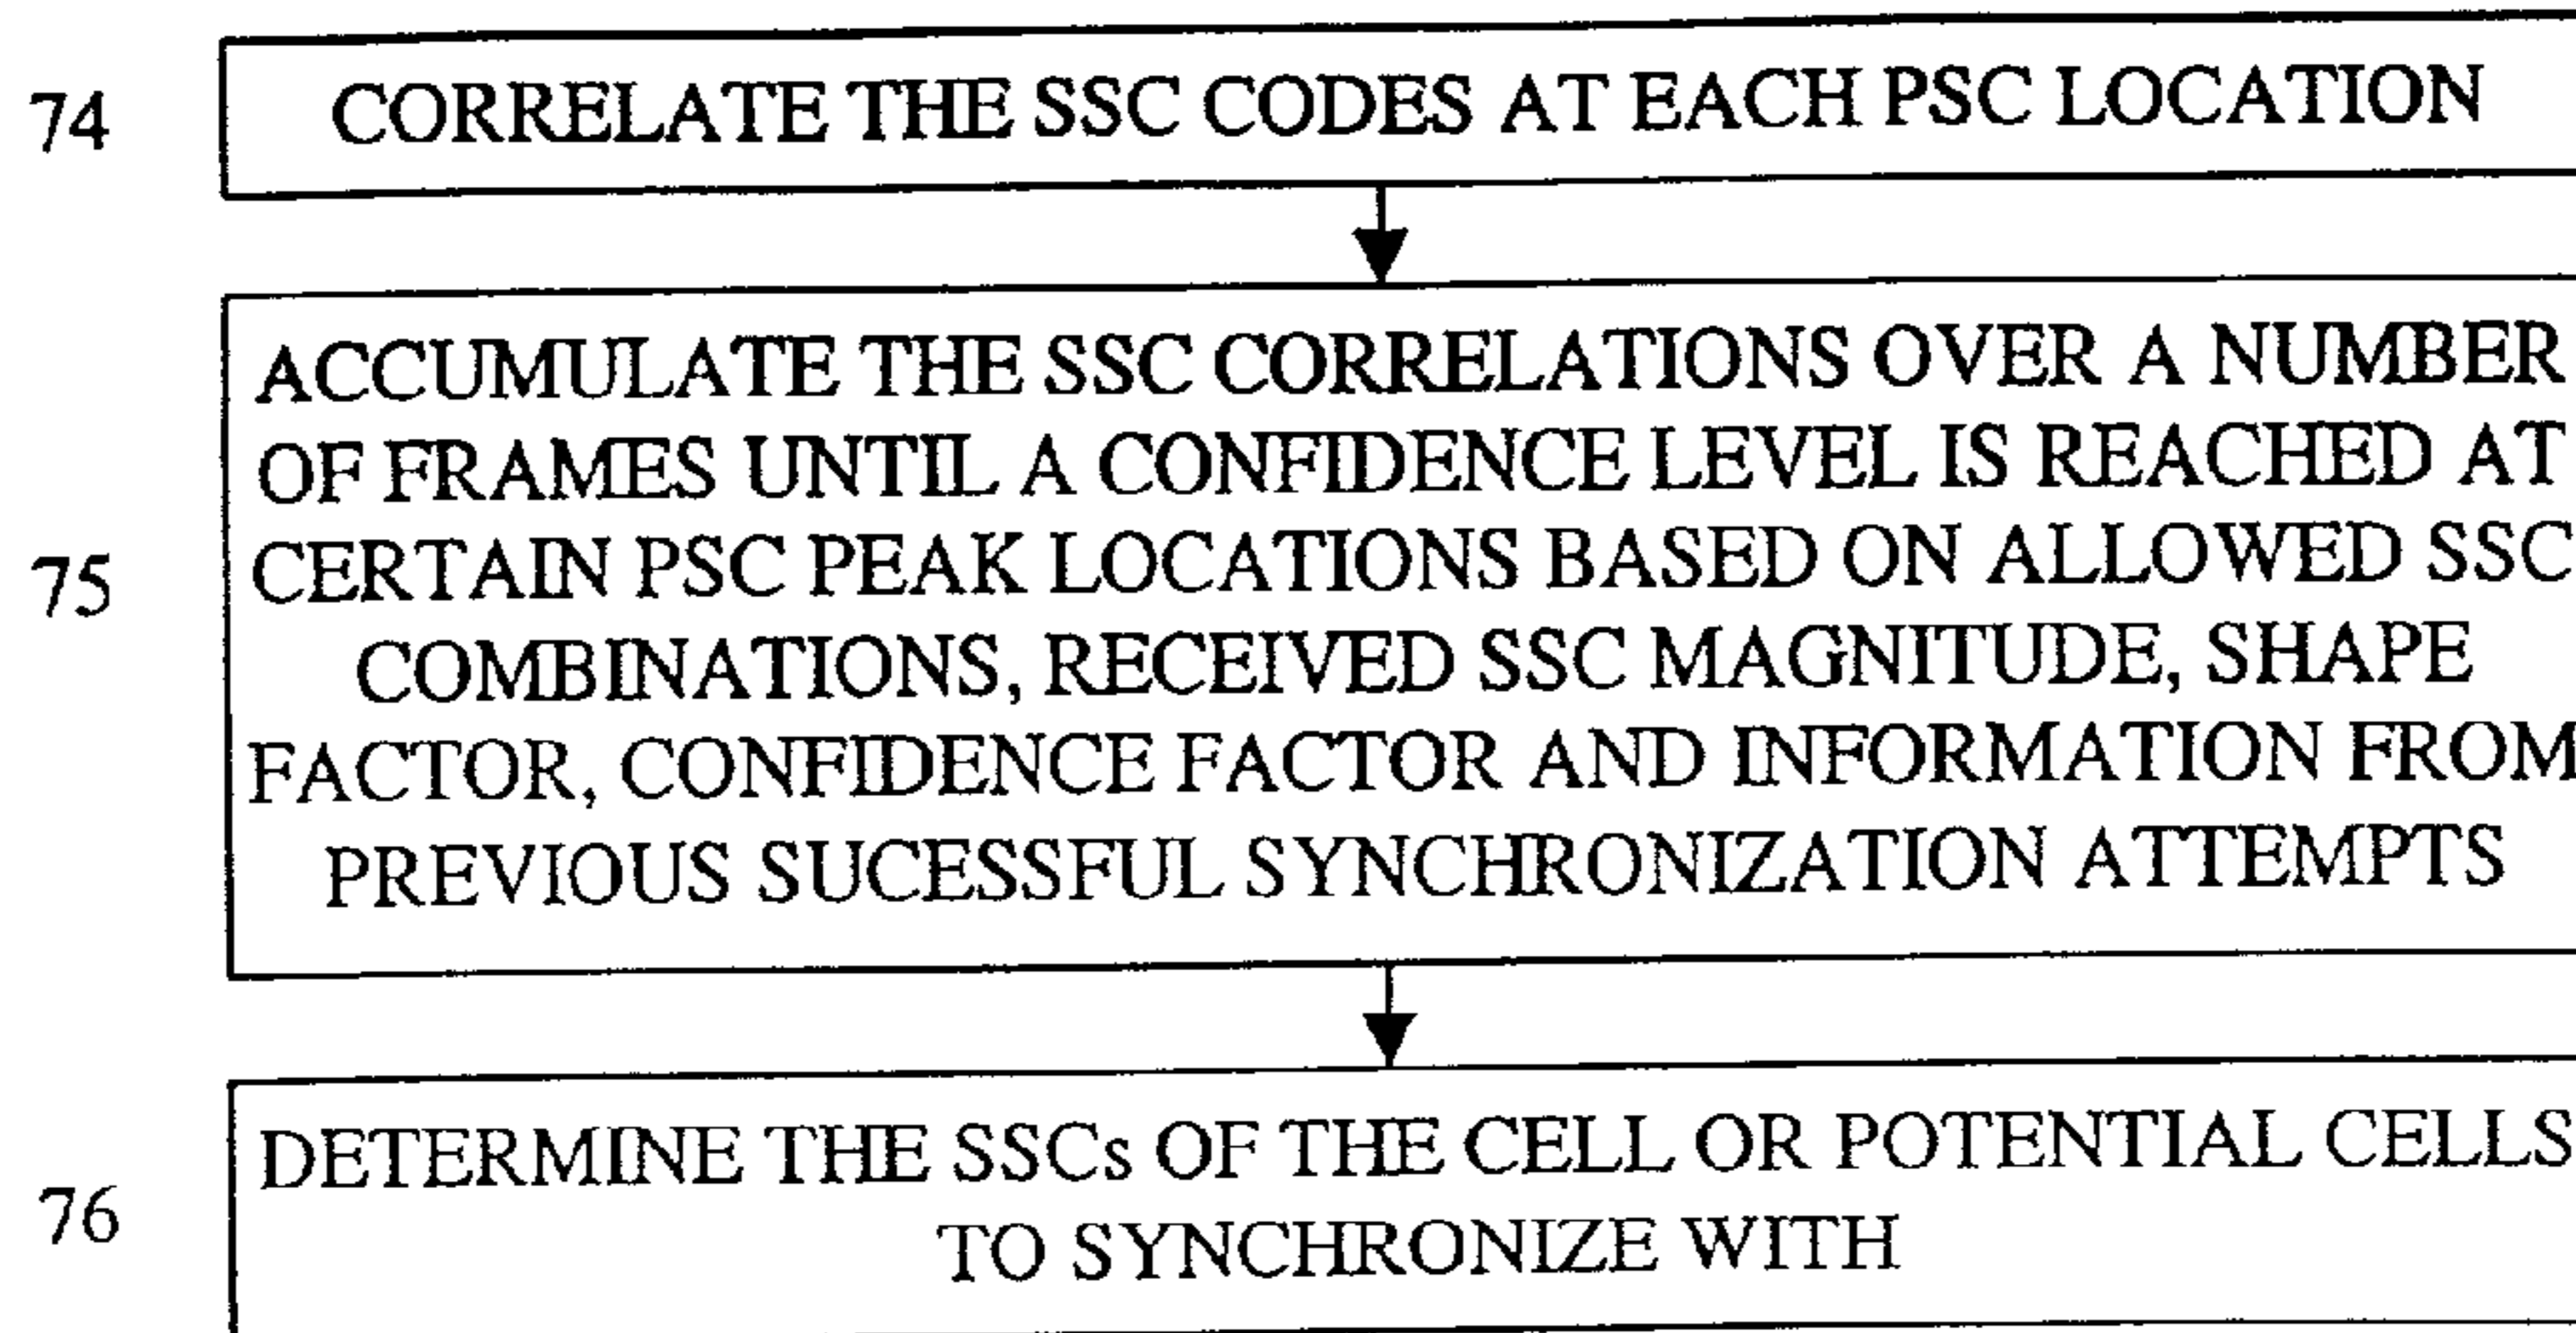 74
CORRELATE THE SSC CODES AT EACH PSC LOCATION
75
ACCUMULATE THE SSC CORRELATIONS OVER A NUMBER
OF FRAMES UNTIL A CONFIDENCE LEVEL IS REACHED AT
CERTAIN PSC PEAK LOCATIONS BASED ON ALLOWED SSC
COMBINATIONS, RECEIVED SSC MAGNITUDE, SHAPE
FACTOR, CONFIDENCE FACTOR AND INFORMATION FROM
PREVIOUS SUCESSFUL SYNCHRONIZATION ATTEMPTS
76
DETERMINE THE SSCs OF THE CELL OR POTENTIAL CELLS
TO SYNCHRONIZE WITH